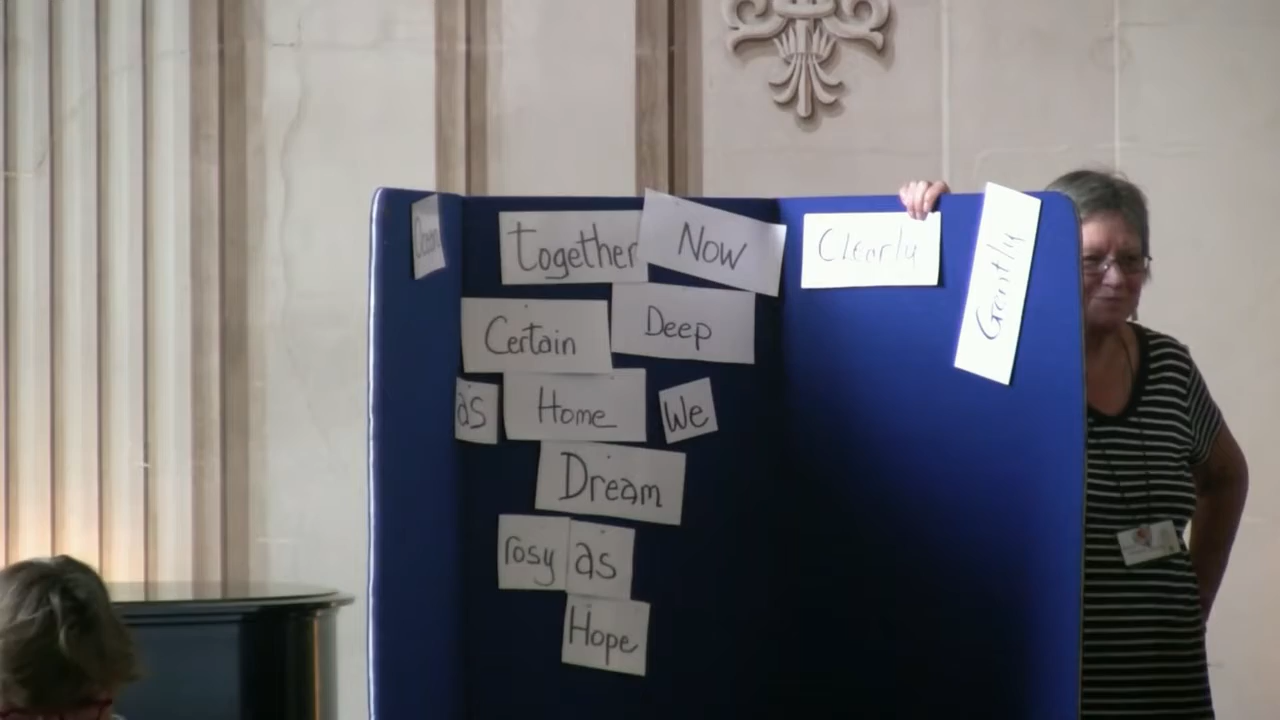 Together Now
Clearly
Gently
Certain Deep
as Home We
Dream
rosy as
Hope